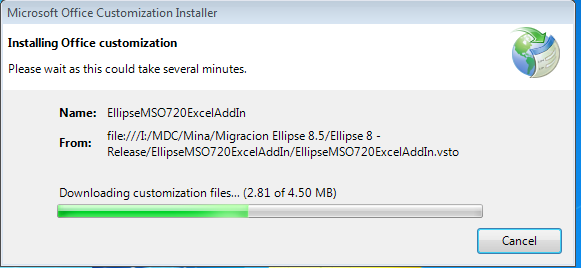 Microsoft Office Customization Installer
Installing Office customization
Please wait as this could take several minutes.
Name: EllipseMSO720ExcelAddIn
From: file:///I:/MDC/Mina/Migracion Ellipse 8.5/Ellipse 8 -
Release/EllipseMSO720ExcelAddIn/EllipseMSO720ExcelAddIn.vsto
Downloading customization files... (2.81 of 4.50 MB)
Cancel